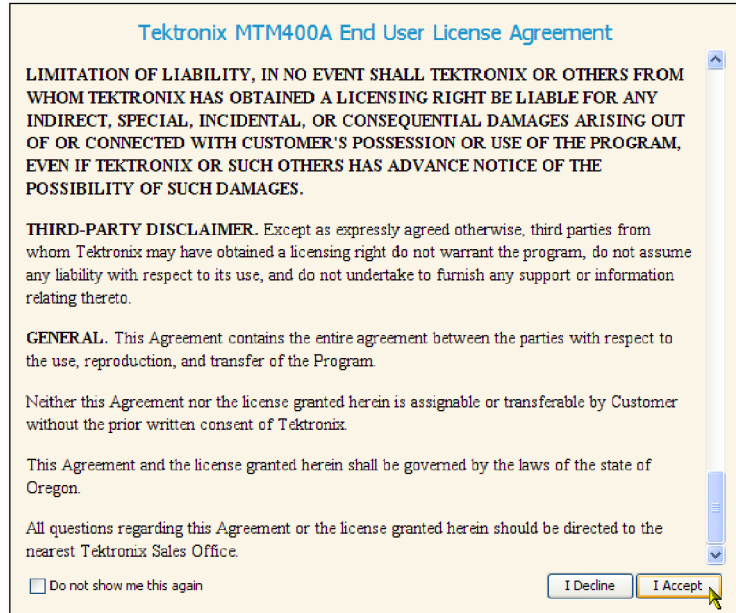 Tektronix MTM400A End User License Agreement
LIMITATION OF LIABILITY, IN NO EVENT SHALL TEKTRONIX OR OTHERS FROM
WHOM TEKTRONIX HAS OBTAINED A LICENSING RIGHT BE LIABLE FOR ANY
INDIRECT, SPECIAL, INCIDENTAL, OR CONSEQUENTIAL DAMAGES ARISING OUT
OF OR CONNECTED WITH CUSTOMER'S POSSESSION OR USE OF THE PROGRAM,
EVEN IF TEKTRONIX OR SUCH OTHERS HAS ADVANCE NOTICE OF THE
POSSIBILITY OF SUCH DAMAGES.
THIRD-PARTY DISCLAIMER. Except as expressly agreed otherwise, third parties from
whom Tektronix may have obtained a licensing right do not warrant the program, do not assume
any liability with respect to its use, and do not undertake to furnish any support or information
relating thereto.
GENERAL. This Agreement contains the entire agreement between the parties with respect to
the use, reproduction, and transfer of the Program.
Neither this Agreement nor the license granted herein is assignable or transferable by Customer
without the prior written consent of Tektronix.
This Agreement and the license granted herein shall be governed by the laws of the state of
Oregon.
All questions regarding this Agreement or the license granted herein should be directed to the
nearest Tektronix Sales Office.
Do not show me this again
I Decline
I Accept